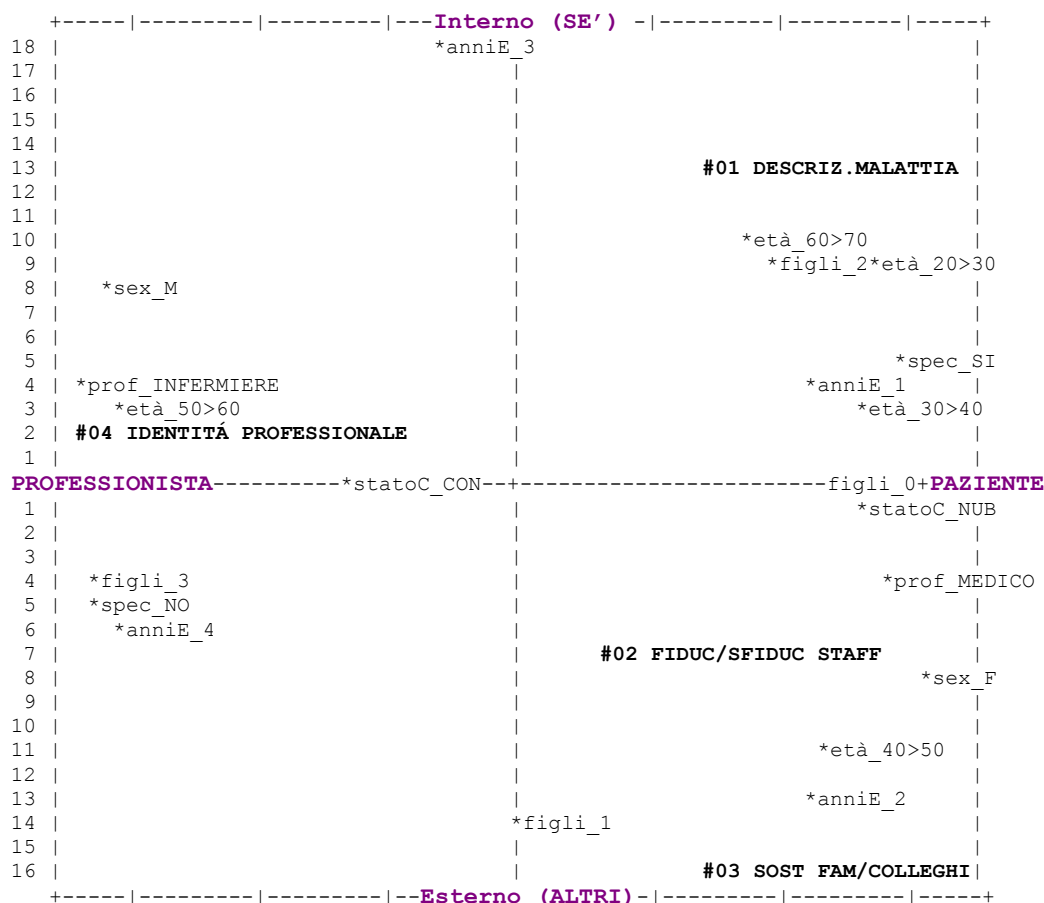 +-----|---------|---------|---Interno (SE’) -|---------|---------|-----+
18 | *anniE_3 |
17 | | |
16 | | |
15 | | |
14 | | |
13 | | #01 DESCRIZ.MALATTIA |
12 | | |
11 | | |
10 | | *età_60>70 |
9 | | *figli_2*età_20>30
8 | *sex_M | |
7 | | |
6 | | |
5 | | *spec_SI
4 | *prof_INFERMIERE | *anniE_1 |
3 | *età_50>60 | *età_30>40
2 | #04 IDENTITÁ PROFESSIONALE | |
1 | | |
PROFESSIONISTA----------*statoC_CON--+------------------------figli_0+PAZIENTE
1 | | *statoC_NUB
2 | | |
3 | | |
4 | *figli_3 | *prof_MEDICO
5 | *spec_NO | |
6 | *anniE_4 | |
7 | | #02 FIDUC/SFIDUC STAFF |
8 | | *sex_F
9 | | |
10 | | |
11 | | *età_40>50 |
12 | | |
13 | | *anniE_2 |
14 | *figli_1 |
15 | | |
16 | | #03 SOST FAM/COLLEGHI|
+-----|---------|---------|--Esterno (ALTRI)-|---------|---------|-----+